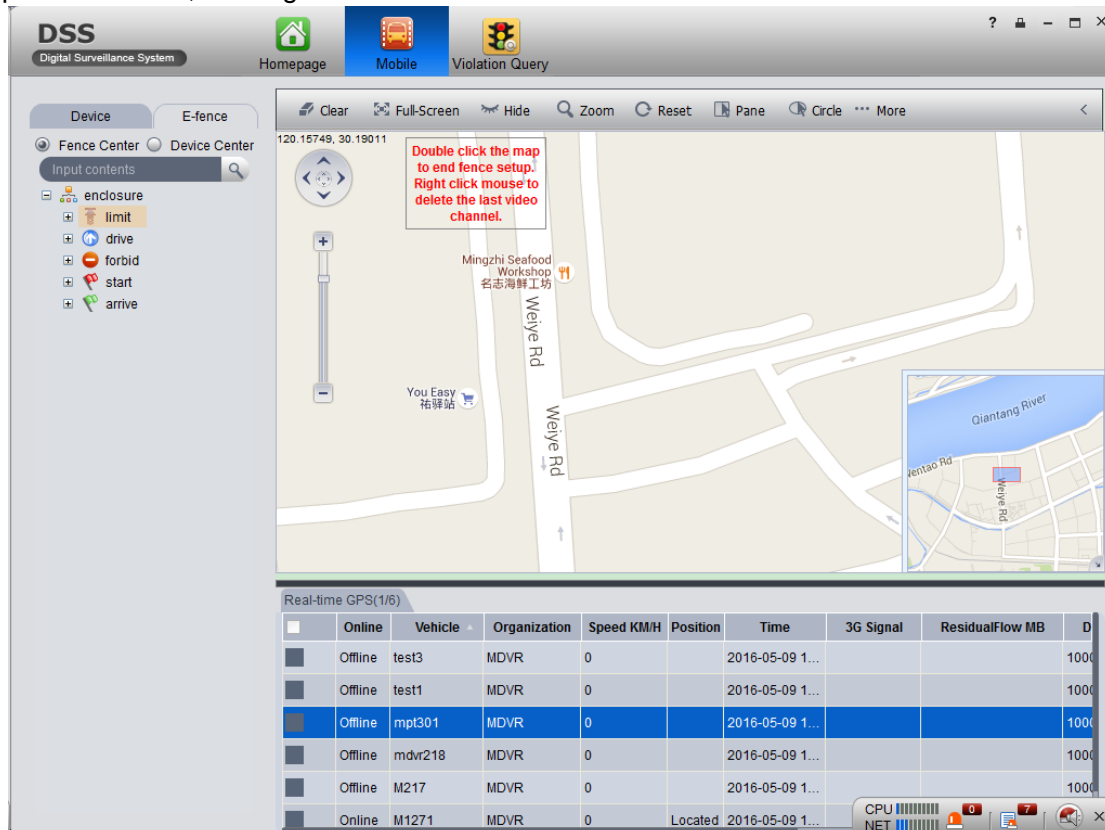 DSS
Digital Surveillance System
Homepage
Mobile
Violation Query
?
Device
E-fence
Fence Center
Device Center
Input contents
enclosure
limit
drive
forbid
start
arrive
Clear
Full-Screen
Hide
Zoom
Reset
Pane
Circle
More
120.15749, 30.19011
Double click the map
to end fence setup.
Right click mouse to
delete the last video
channel.
Mingzhi Seafood
Workshop
名志海鲜工坊
Weiye Rd
You Easy
祐驿站
Weiye Rd
Qiantang River
Wentao Rd
Weiye Rd
Real-time GPS(1/6)
Online Vehicle Organization Speed KM/H Position Time 3G Signal ResidualFlow MB D
Offline test3 MDVR 0 2016-05-09 1... 1000
Offline test1 MDVR 0 2016-05-09 1... 1000
Offline mpt301 MDVR 0 2016-05-09 1... 1000
Offline mdvr218 MDVR 0 2016-05-09 1... 1000
Offline M217 MDVR 0 2016-05-09 1... 1000
Online M1271 MDVR 0 Located 2016-05-09 1...
CPU
NET
0
7